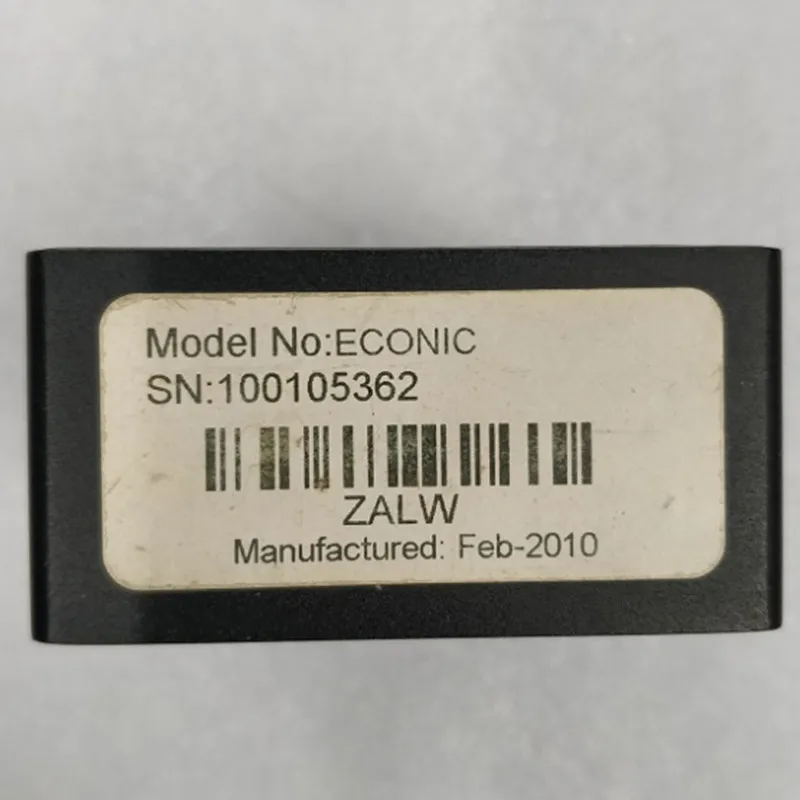 Model No:ECONIC
SN:100105362
ZALW
Manufactured: Feb-2010